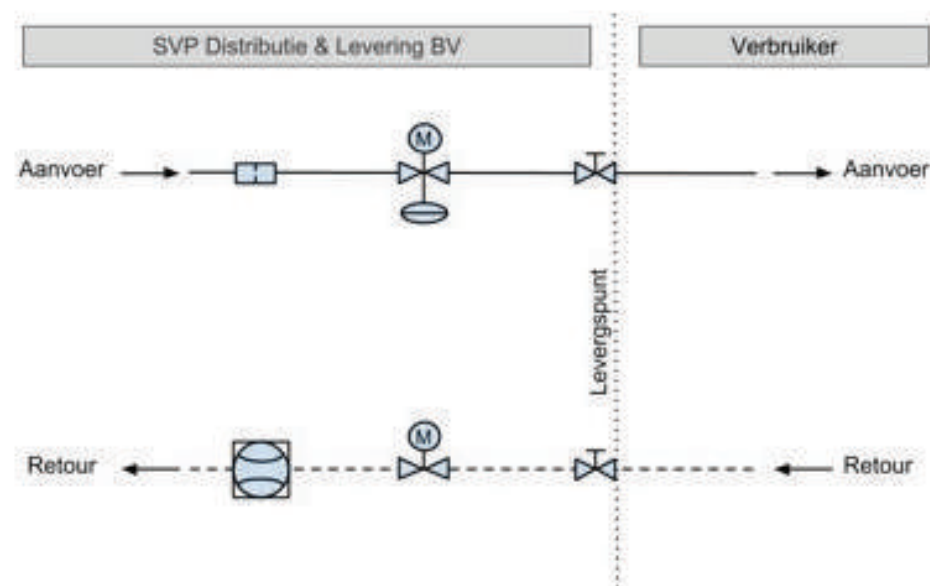 SVP Distributie & Levering BV
Verbruiker
M
Aanvoer
Aanvoer
Levergspunt
M
Retour
Retour